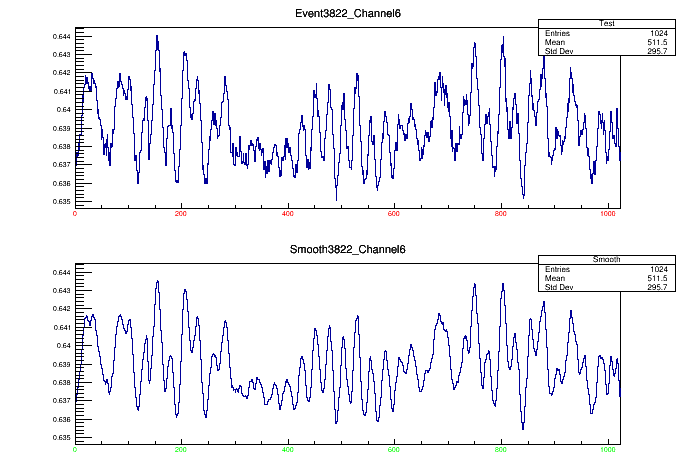 Event3822_Channel6
Test
Entries 1024
Mean 511.5
Std Dev 295.7
0.644
0.643
0.642
0.641
0.64
0.639
0.638
0.637
0.636
0.635
0 200 400 600 800 1000
Smooth3822_Channel6
Smooth
Entries 1024
Mean 511.5
Std Dev 295.7
0.644
0.643
0.642
0.641
0.64
0.639
0.638
0.637
0.636
0.635
0 200 400 600 800 1000